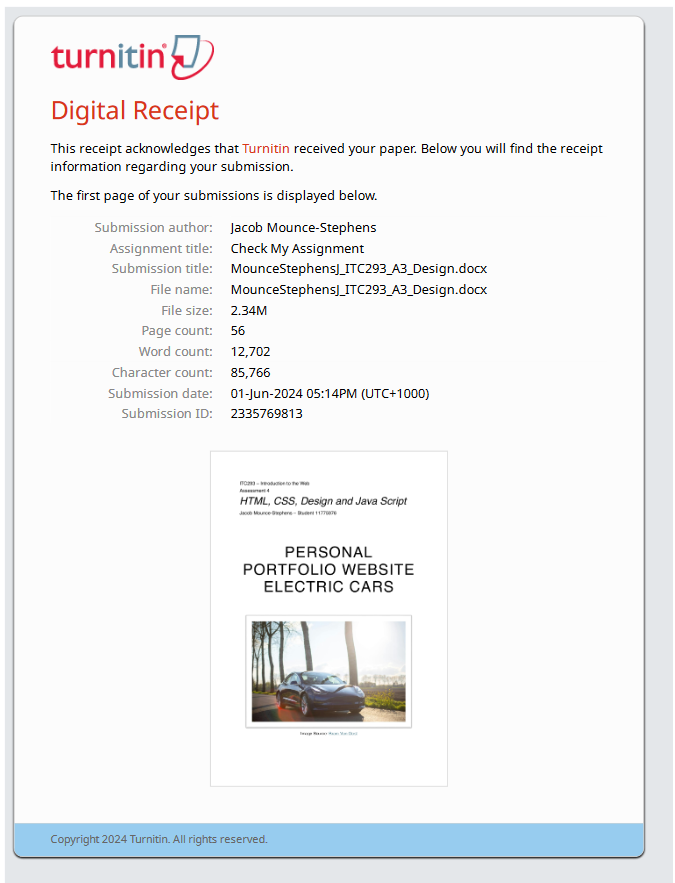 turnitin
Digital Receipt
This receipt acknowledges that Turnitin received your paper. Below you will find the receipt
information regarding your submission.
The first page of your submissions is displayed below.
Submission author: Jacob Mounce-Stephens
Assignment title: Check My Assignment
Submission title: MounceStephensJ_ITC293_A3_Design.docx
File name: MounceStephensJ_ITC293_A3_Design.docx
File size: 2.34M
Page count: 56
Word count: 12,702
Character count: 85,766
Submission date: 01-Jun-2024 05:14PM (UTC+1000)
Submission ID: 2335769813
ITC293 – Introduction to the Web
Assessment 4
HTML, CSS, Design and Java Script
Jacob Mounce-Stephens – Student
PERSONAL
PORTFOLIO WEBSITE
ELECTRIC CARS
Copyright 2024 Turnitin. All rights reserved.